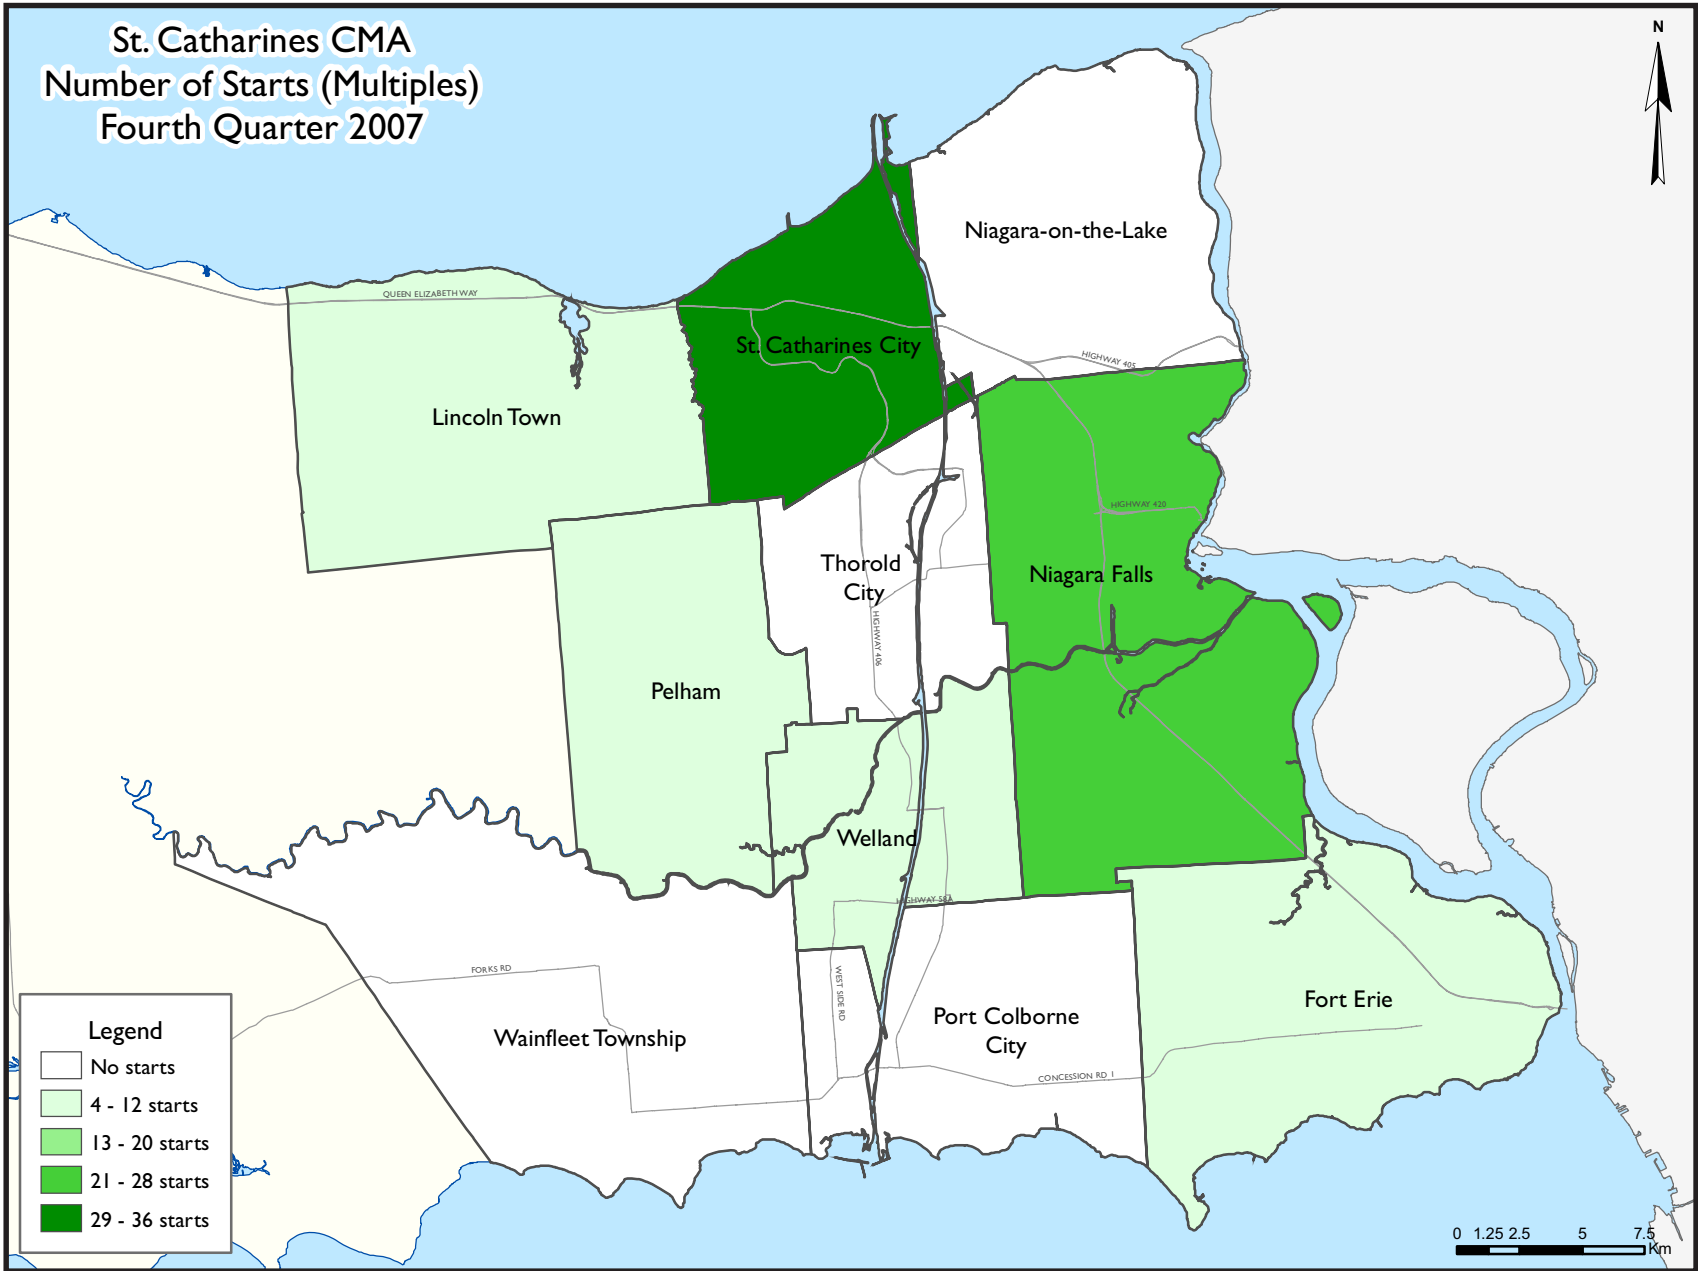 St. Catharines CMA
Number of Starts (Multiples)
Fourth Quarter 2007
N
Niagara-on-the-Lake
QUEEN ELIZABETH WAY
St. Catharines City
HIGHWAY 405
Lincoln Town
HIGHWAY 420
Thorold
City
Niagara Falls
HIGHWAY 406
Pelham
Welland
HIGHWAY 58A
FORKS RD
WEST SIDE RD
Fort Erie
Port Colborne
City
Wainfleet Township
CONCESSION RD 1
Legend
No starts
4 - 12 starts
13 - 20 starts
21 - 28 starts
29 - 36 starts
0 1.25 2.5 5 7.5
Km